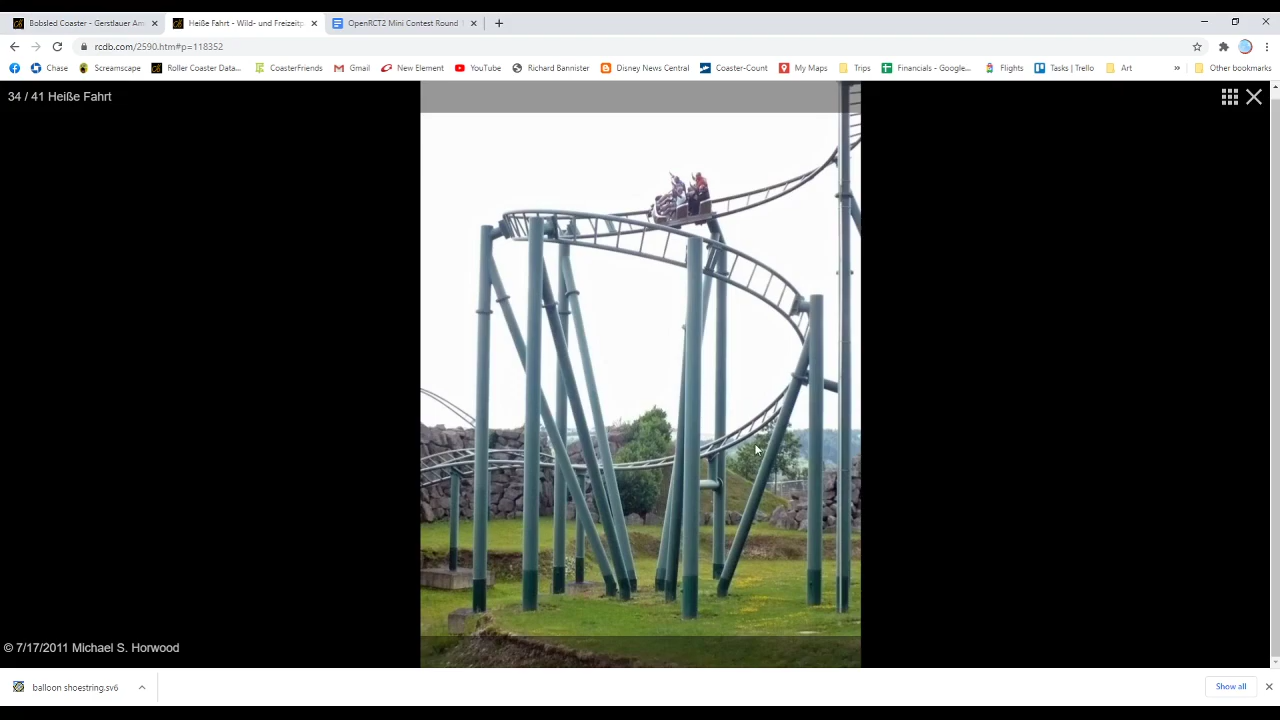 Bobsled Coaster - Gerstlauer Am
Heiße Fahrt - Wild- und Freizeitp
OpenRCT2 Mini Contest Round
rcdb.com/2590.htm#p=118352
Chase
Screamscape
Roller Coaster Data...
CoasterFriends
Gmail
New Element
YouTube
Richard Bannister
Disney News Central
Coaster-Count
My Maps
Trips
Financials - Google...
Flights
Tasks | Trello
Art
»
Other bookmarks
34 / 41 Heiße Fahrt
© 7/17/2011 Michael S. Horwood
balloon shoestring.sv6
Show all